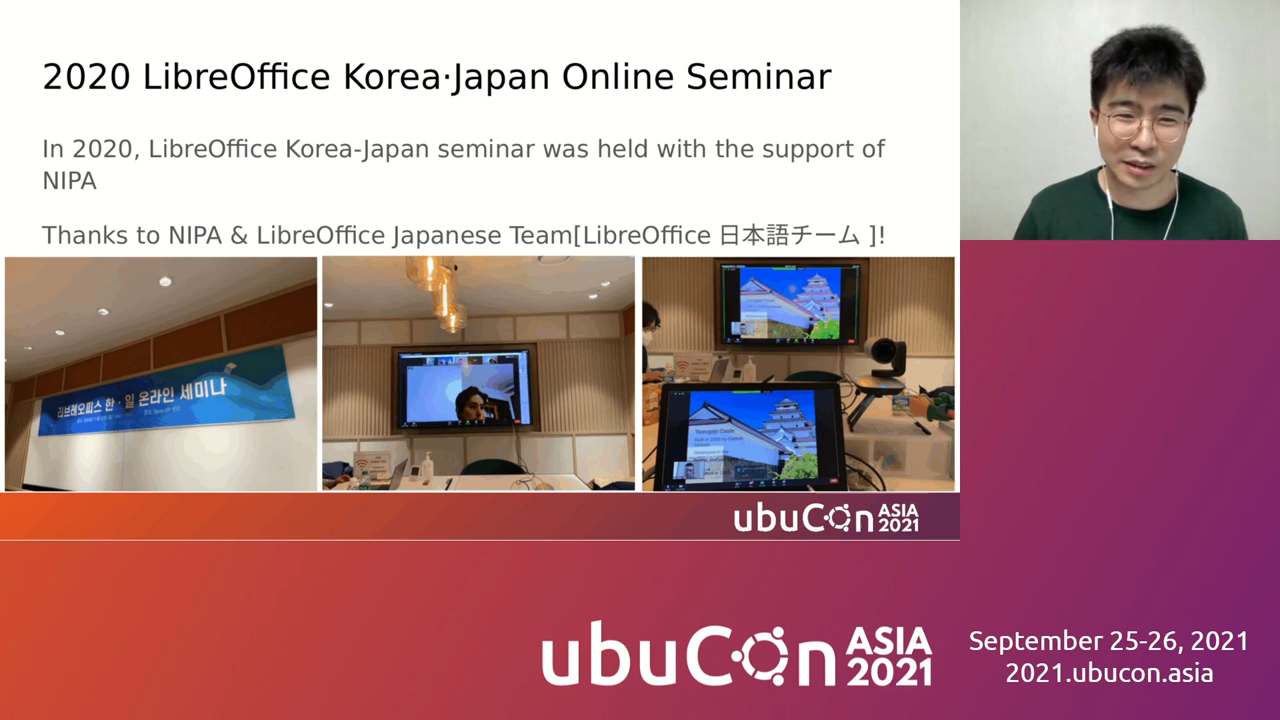 2020 LibreOffice Korea·Japan Online Seminar
In 2020, LibreOffice Korea-Japan seminar was held with the support of
NIPA
Thanks to NIPA & LibreOffice Japanese Team[LibreOffice 日本語チーム ]!
리브레오피스 한·일 온라인 세미나
Tsuruga Castle
ubuCon ASIA 2021
ubuCon ASIA 2021
September 25-26, 2021
2021.ubucon.asia